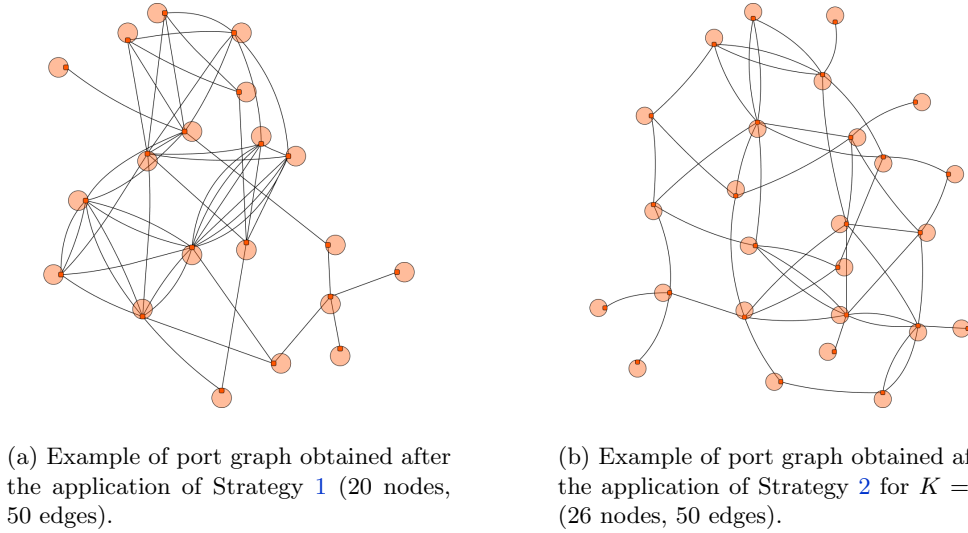 (a) Example of port graph obtained after
the application of Strategy 1 (20 nodes,
50 edges).
(b) Example of port graph obtained
the application of Strategy 2 for K =
(26 nodes, 50 edges).